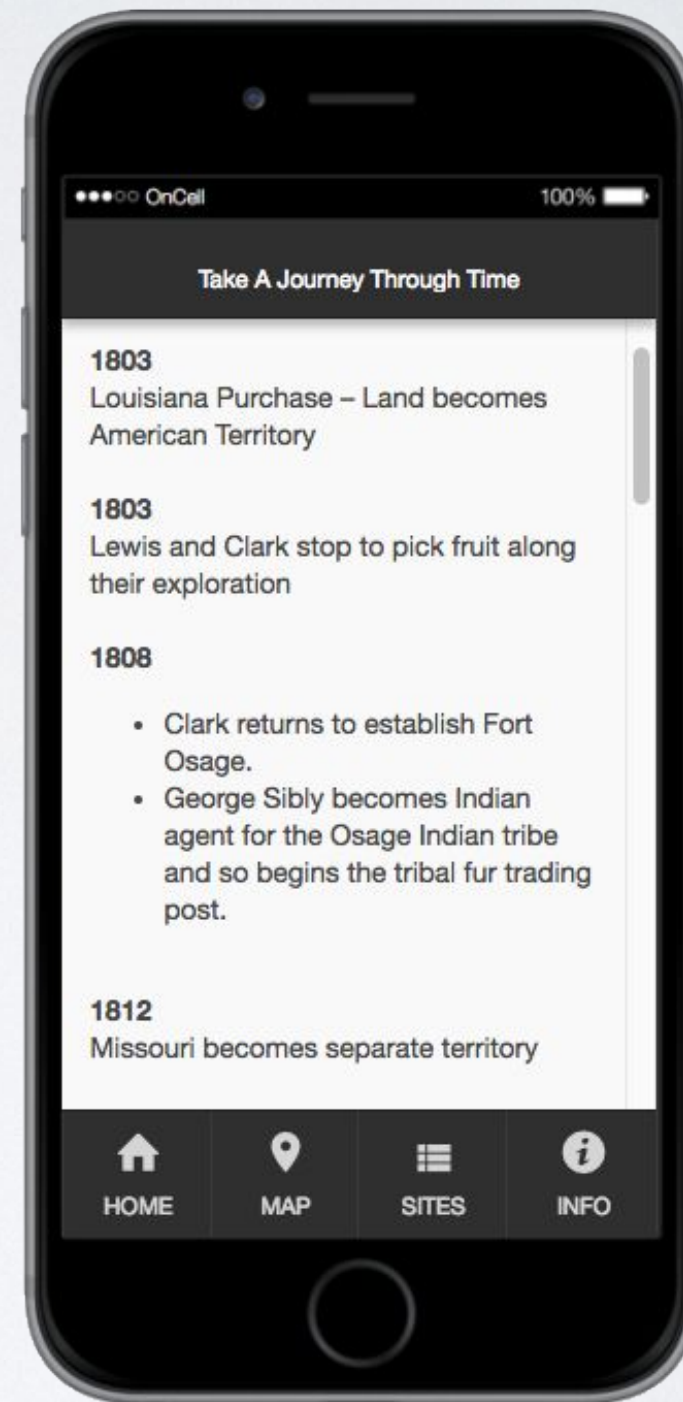 OnCell 100%
Take A Journey Through Time
1803
Louisiana Purchase – Land becomes
American Territory
1803
Lewis and Clark stop to pick fruit along
their exploration
1808
• Clark returns to establish Fort
Osage.
• George Sibly becomes Indian
agent for the Osage Indian tribe
and so begins the tribal fur trading
post.
1812
Missouri becomes separate territory
HOME MAP SITES INFO